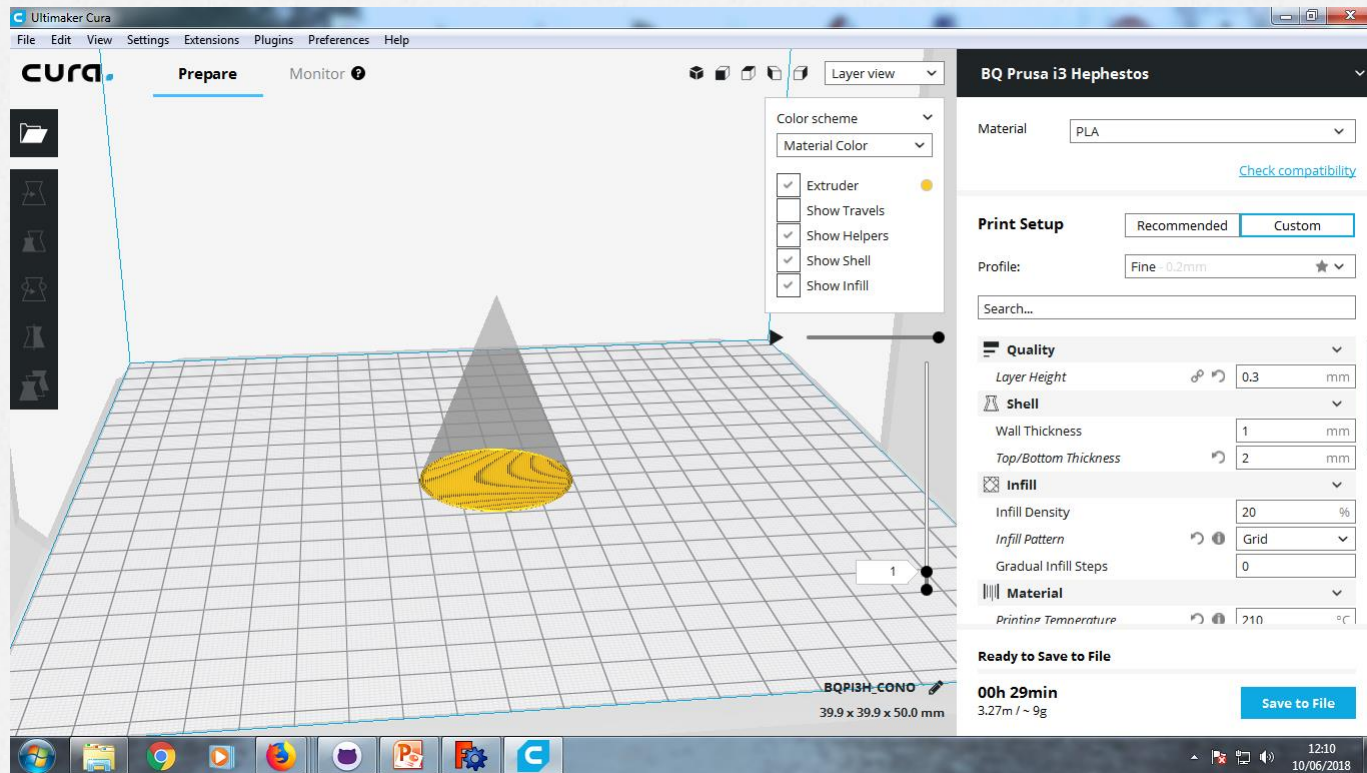 Ultimaker Cura
File Edit View Settings Extensions Plugins Preferences Help
cura.
Prepare
Monitor
Layer view
Color scheme
Material Color
Extruder
Show Travels
Show Helpers
Show Shell
Show Infill
1
BQPI3H_CONO
39.9 x 39.9 x 50.0 mm
BQ Prusa i3 Hephestos
Material PLA
Check compatibility
Print Setup Recommended Custom
Profile: Fine - 0.2mm
Search...
Quality
Layer Height 0.3 mm
Shell
Wall Thickness 1 mm
Top/Bottom Thickness 2 mm
Infill
Infill Density 20 %
Infill Pattern Grid
Gradual Infill Steps 0
Material
Printing Temperature 210 °C
Ready to Save to File
00h 29min
3.27m / ~ 9g
Save to File
12:10
10/06/2018